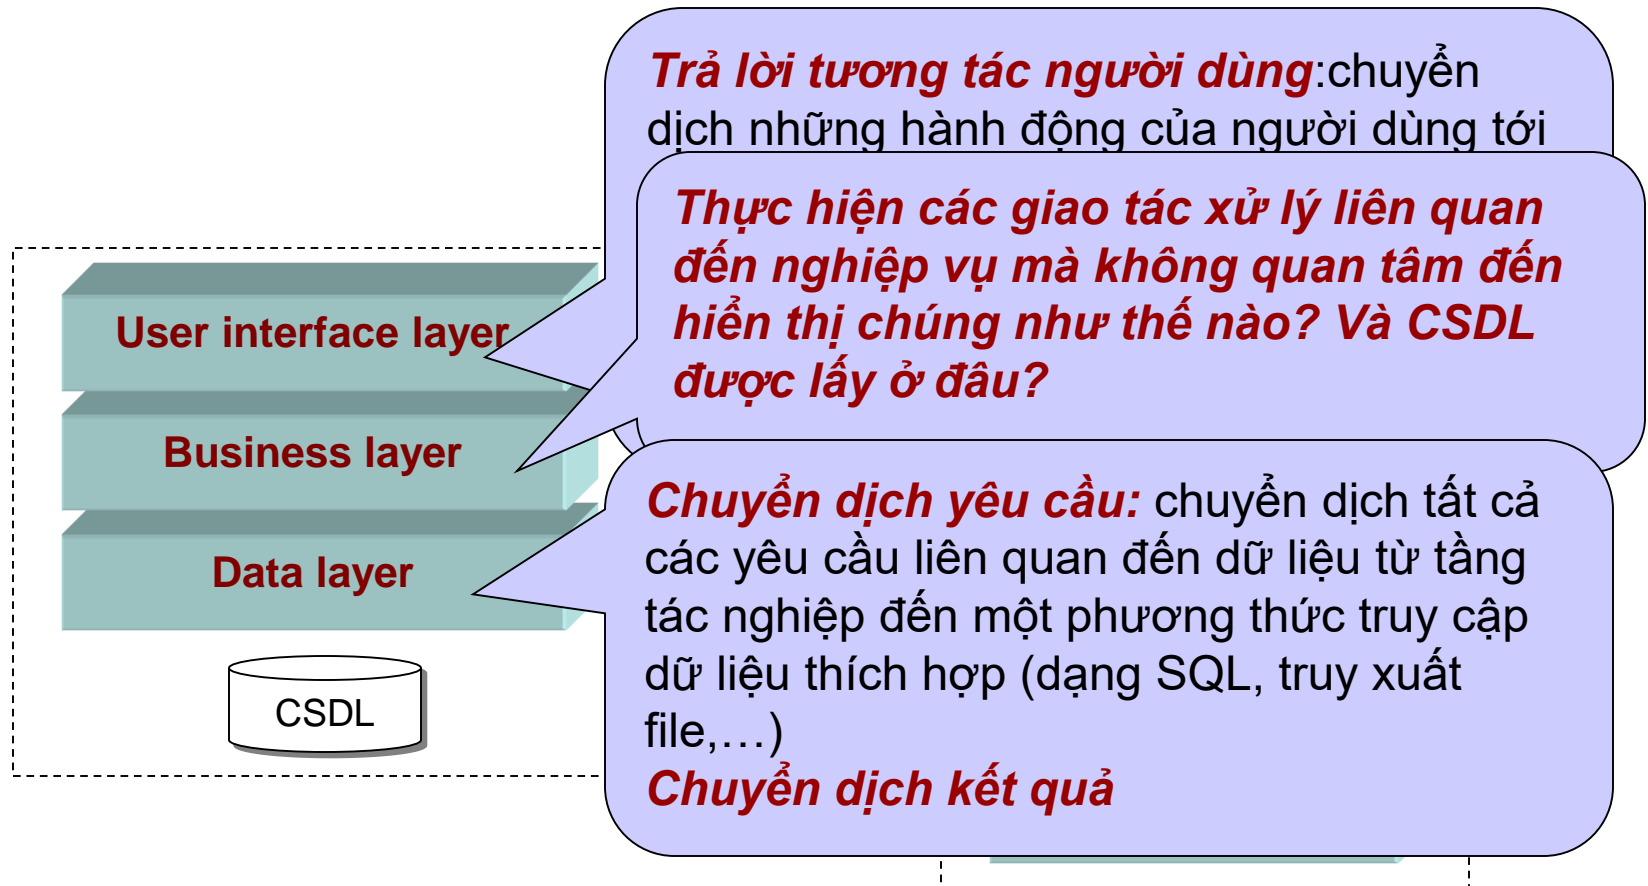 Trả lời tương tác người dùng:chuyển
dịch những hành động của người dùng tới
Thực hiện các giao tác xử lý liên quan
đến nghiệp vụ mà không quan tâm đến
hiển thị chúng như thế nào? Và CSDL
được lấy ở đâu?
User interface layer
Business layer
Data layer
CSDL
Chuyển dịch yêu cầu: chuyển dịch tất cả
các yêu cầu liên quan đến dữ liệu từ tầng
tác nghiệp đến một phương thức truy cập
dữ liệu thích hợp (dạng SQL, truy xuất
file,…)
Chuyển dịch kết quả